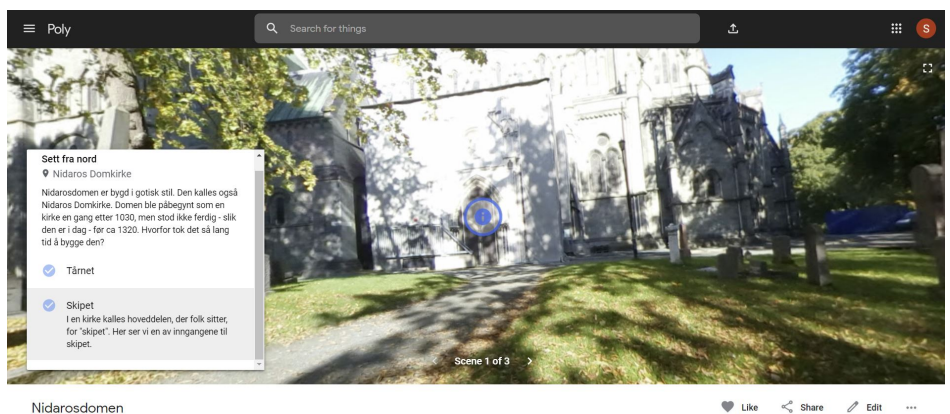 Poly
Search for things
S
Sett fra nord
Nidaros Domkirke
Nidarosdomen er bygd i gotisk stil. Den kalles også
Nidaros Domkirke. Domen ble påbegynt som en
kirke en gang etter 1030, men stod ikke ferdig - slik
den er i dag - før ca 1320. Hvorfor tok det så lang
tid å bygge den?
Tårnet
Skipet
I en kirke kalles hoveddelen, der folk sitter,
for "skipet". Her ser vi en av inngangene til
skipet.
Scene 1 of 3
Nidarosdomen
Like
Share
Edit